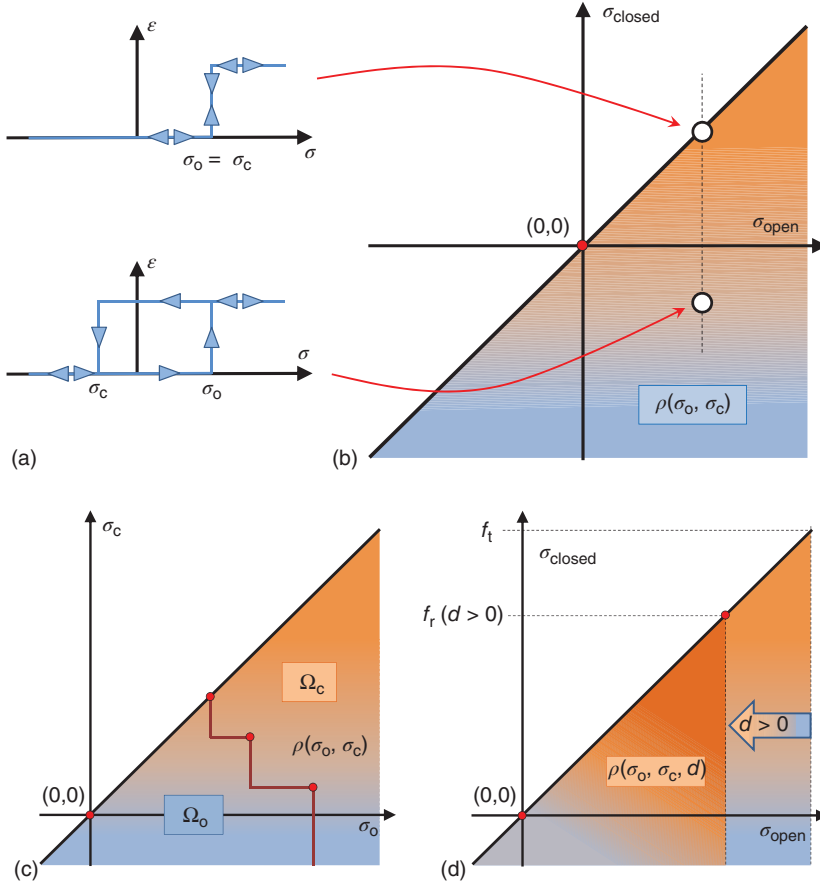 ε
σ
σo = σc
ε
σ
σc
σo
(a)
σclosed
(0,0)
σopen
ρ(σo, σc)
(b)
σc
Ωc
ρ(σo, σc)
(0,0)
Ωo
σo
(c)
ft
σclosed
fr (d > 0)
d > 0
ρ(σo, σc, d)
(0,0)
σopen
(d)